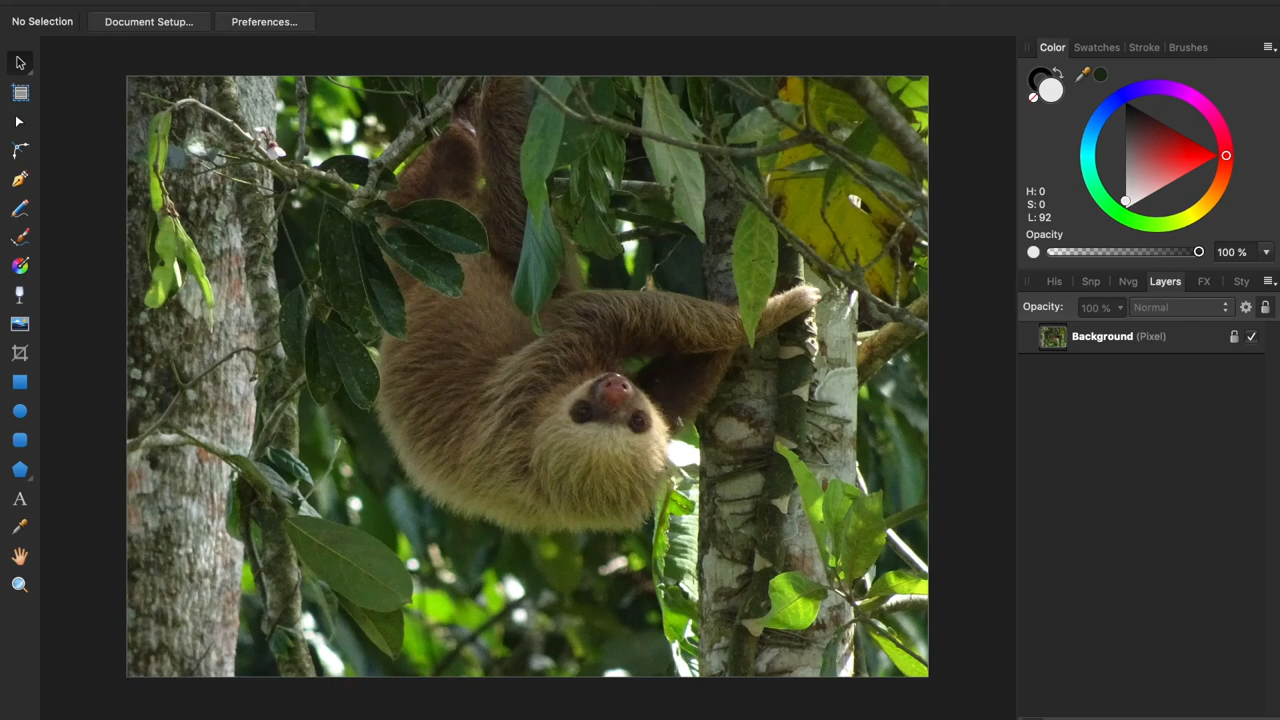 No Selection Document Setup... Preferences...
Color Swatches Stroke Brushes
H: 0
S: 0
L: 92
Opacity
100 %
His Snp Nvg Layers FX Sty
Opacity: 100 % Normal
Background (Pixel)
A